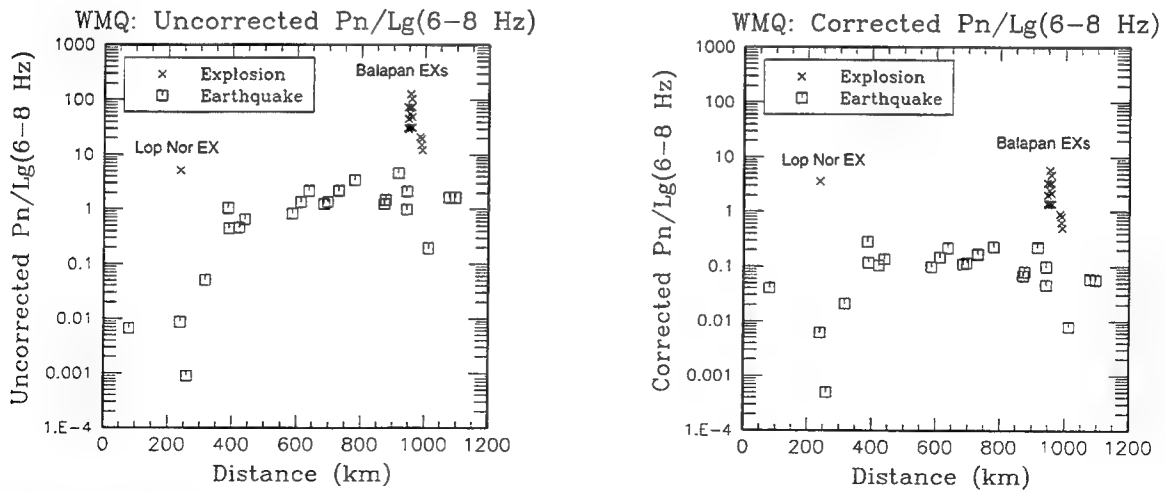 WMQ: Uncorrected Pn/Lg(6-8 Hz)
Uncorrected Pn/Lg(6-8 Hz)
1000
100
10
1
0.1
0.01
0.001
1.E-4
× Explosion
Earthquake
Balapan EXs
Lop Nor EX
0 200 400 600 800 1000 1200
Distance (km)
WMQ: Corrected Pn/Lg(6-8 Hz)
Corrected Pn/Lg(6-8 Hz)
1000
100
10
1
0.1
0.01
0.001
1.E-4
× Explosion
Earthquake
Balapan EXs
Lop Nor EX
0 200 400 600 800 1000 1200
Distance (km)